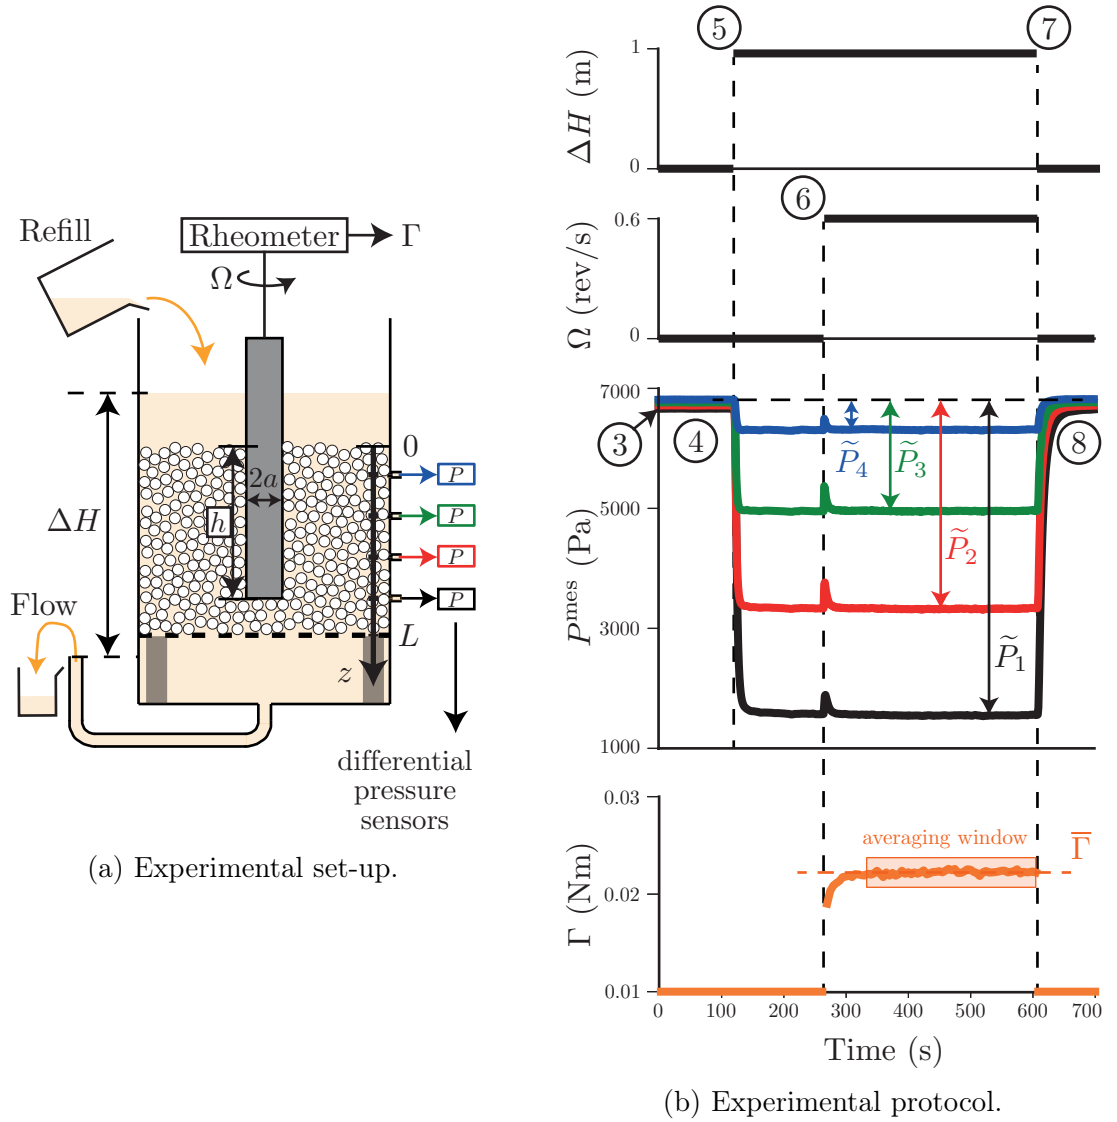 Refill
Rheometer
Γ
Ω
0
2a
P
P
h
ΔH
P
P
Flow
L
z
differential
pressure
sensors
(a) Experimental set-up.
5
7
1
ΔH (m)
0
6
0.6
Ω (rev/s)
0
7000
3
4
P̃₄
P̃₃
8
5000
P^mes (Pa)
P̃₂
3000
P̃₁
1000
0.03
averaging window
Γ̅
Γ (Nm)
0.02
0.01
0 100 200 300 400 500 600 700
Time (s)
(b) Experimental protocol.